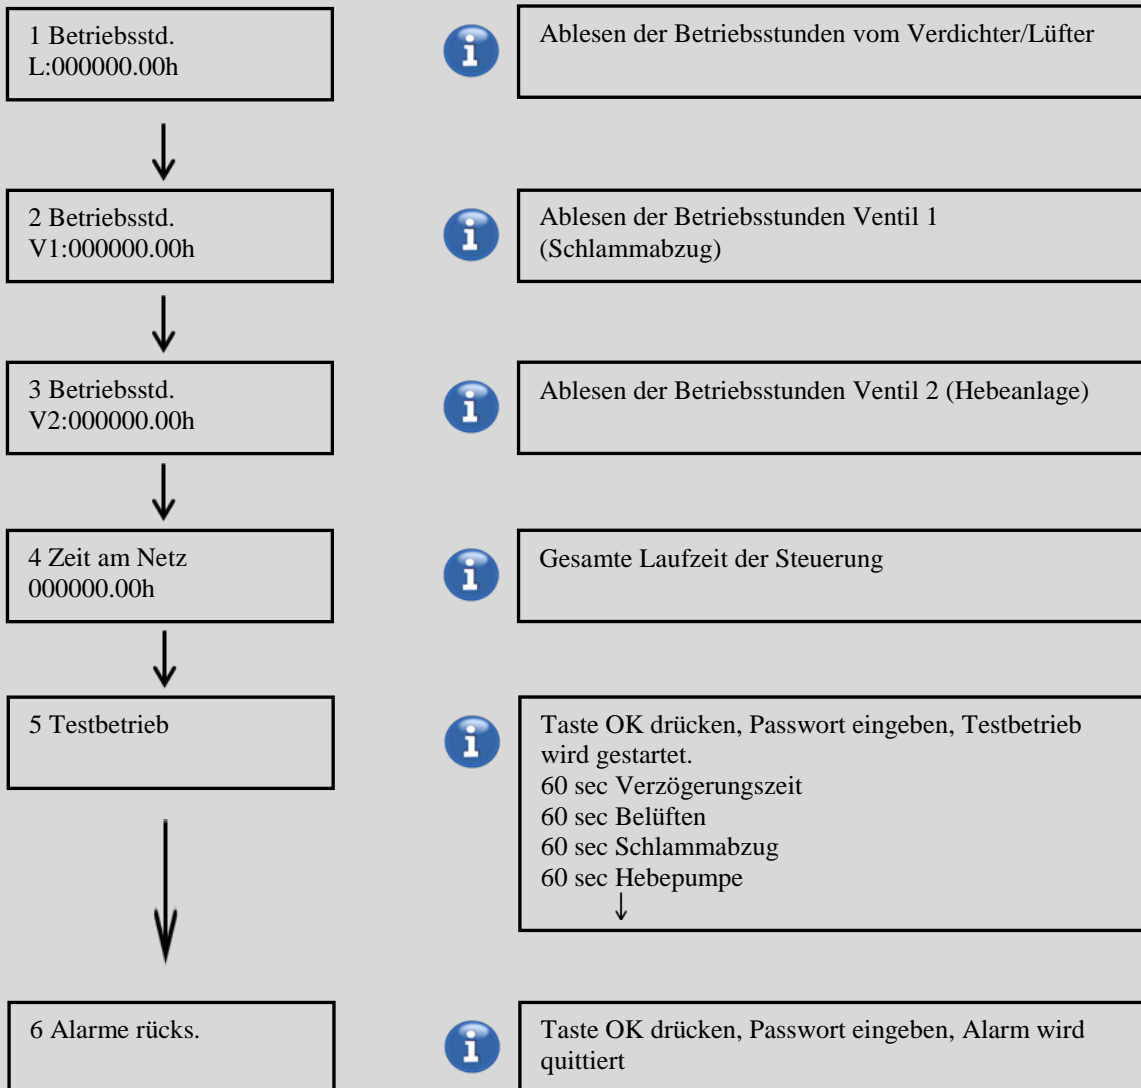 1 Betriebsstd.
L:000000.00h
Ablesen der Betriebsstunden vom Verdichter/Lüfter
2 Betriebsstd.
V1:000000.00h
Ablesen der Betriebsstunden Ventil 1
(Schlammabzug)
3 Betriebsstd.
V2:000000.00h
Ablesen der Betriebsstunden Ventil 2 (Hebeanlage)
4 Zeit am Netz
000000.00h
Gesamte Laufzeit der Steuerung
5 Testbetrieb
Taste OK drücken, Passwort eingeben, Testbetrieb
wird gestartet.
60 sec Verzögerungszeit
60 sec Belüften
60 sec Schlammabzug
60 sec Hebepumpe
6 Alarme rücks.
Taste OK drücken, Passwort eingeben, Alarm wird
quittiert